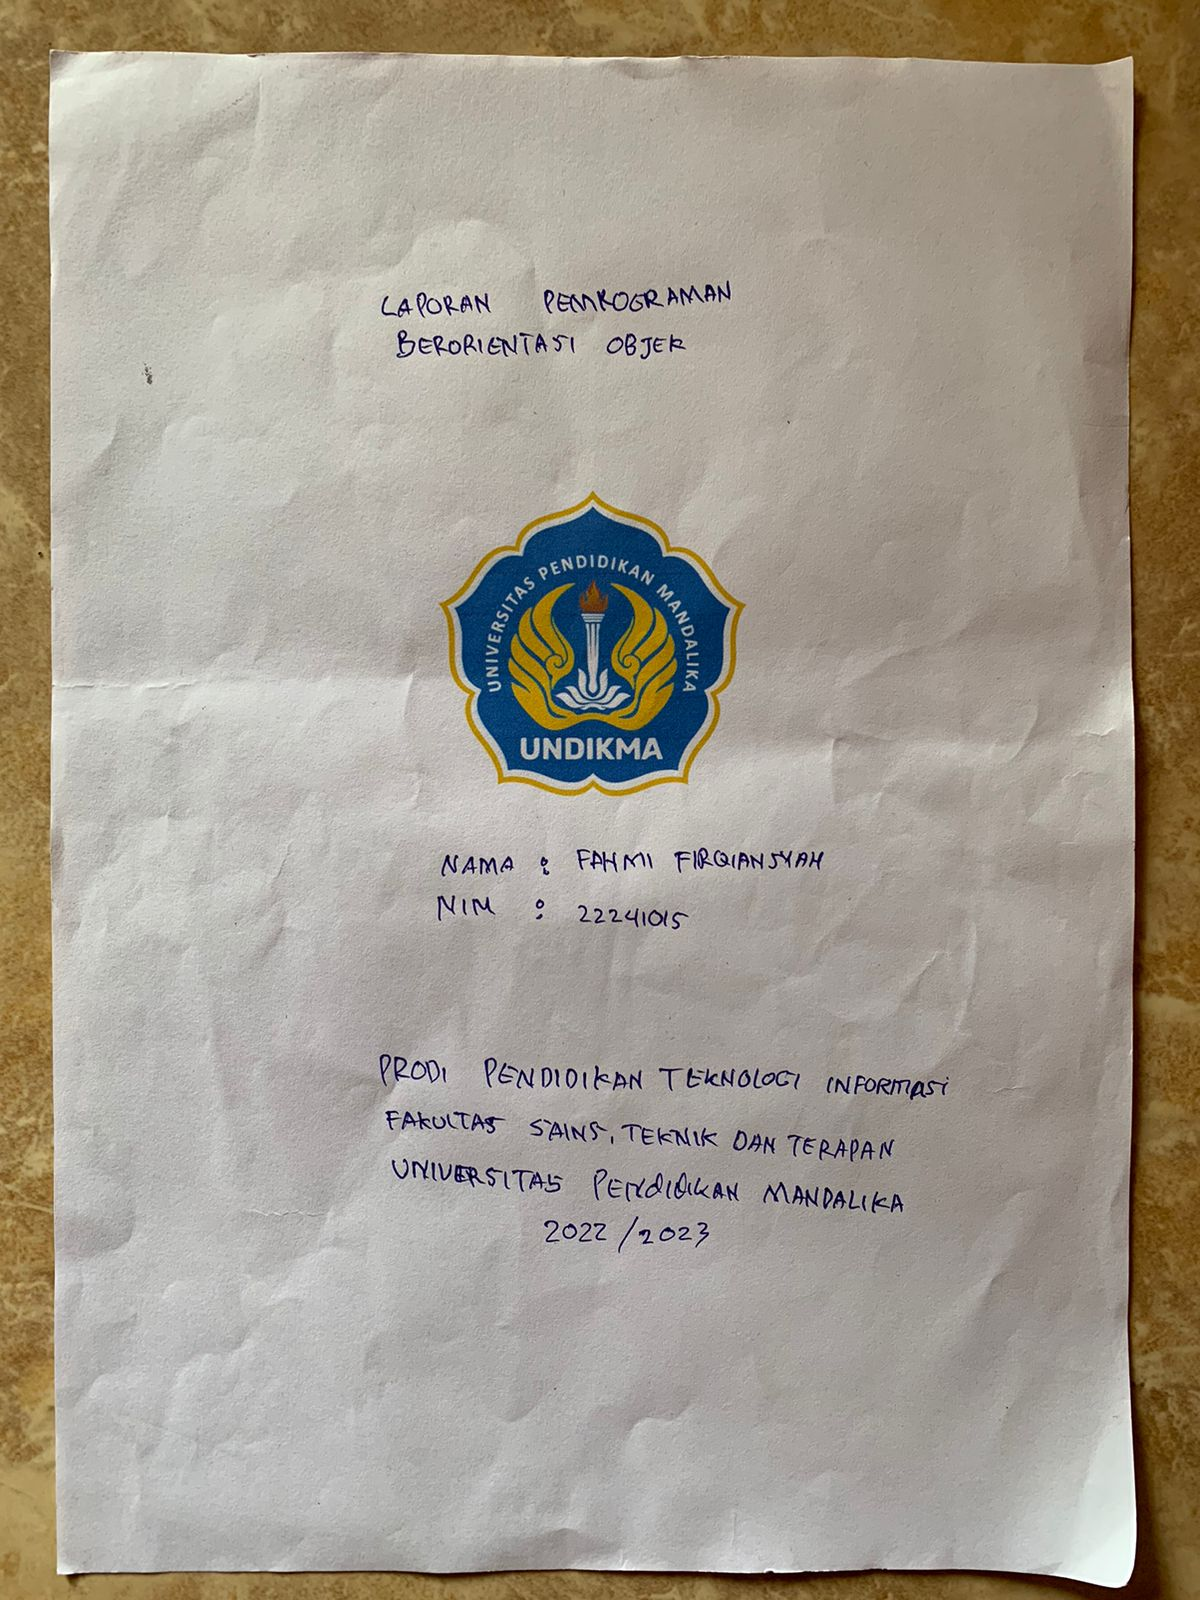 LAPORAN PEMROGRAMAN
BERORIENTASI OBJEK
UNIVERSITAS PENDIDIKAN MANDALIKA
UNDIKMA
NAMA : FAHMI FIRQIANSYAH
NIM : 22241015
PRODI PENDIDIKAN TEKNOLOGI INFORMASI
FAKULTAS SAINS, TEKNIK DAN TERAPAN
UNIVERSITAS PENDIDIKAN MANDALIKA
2022/2023